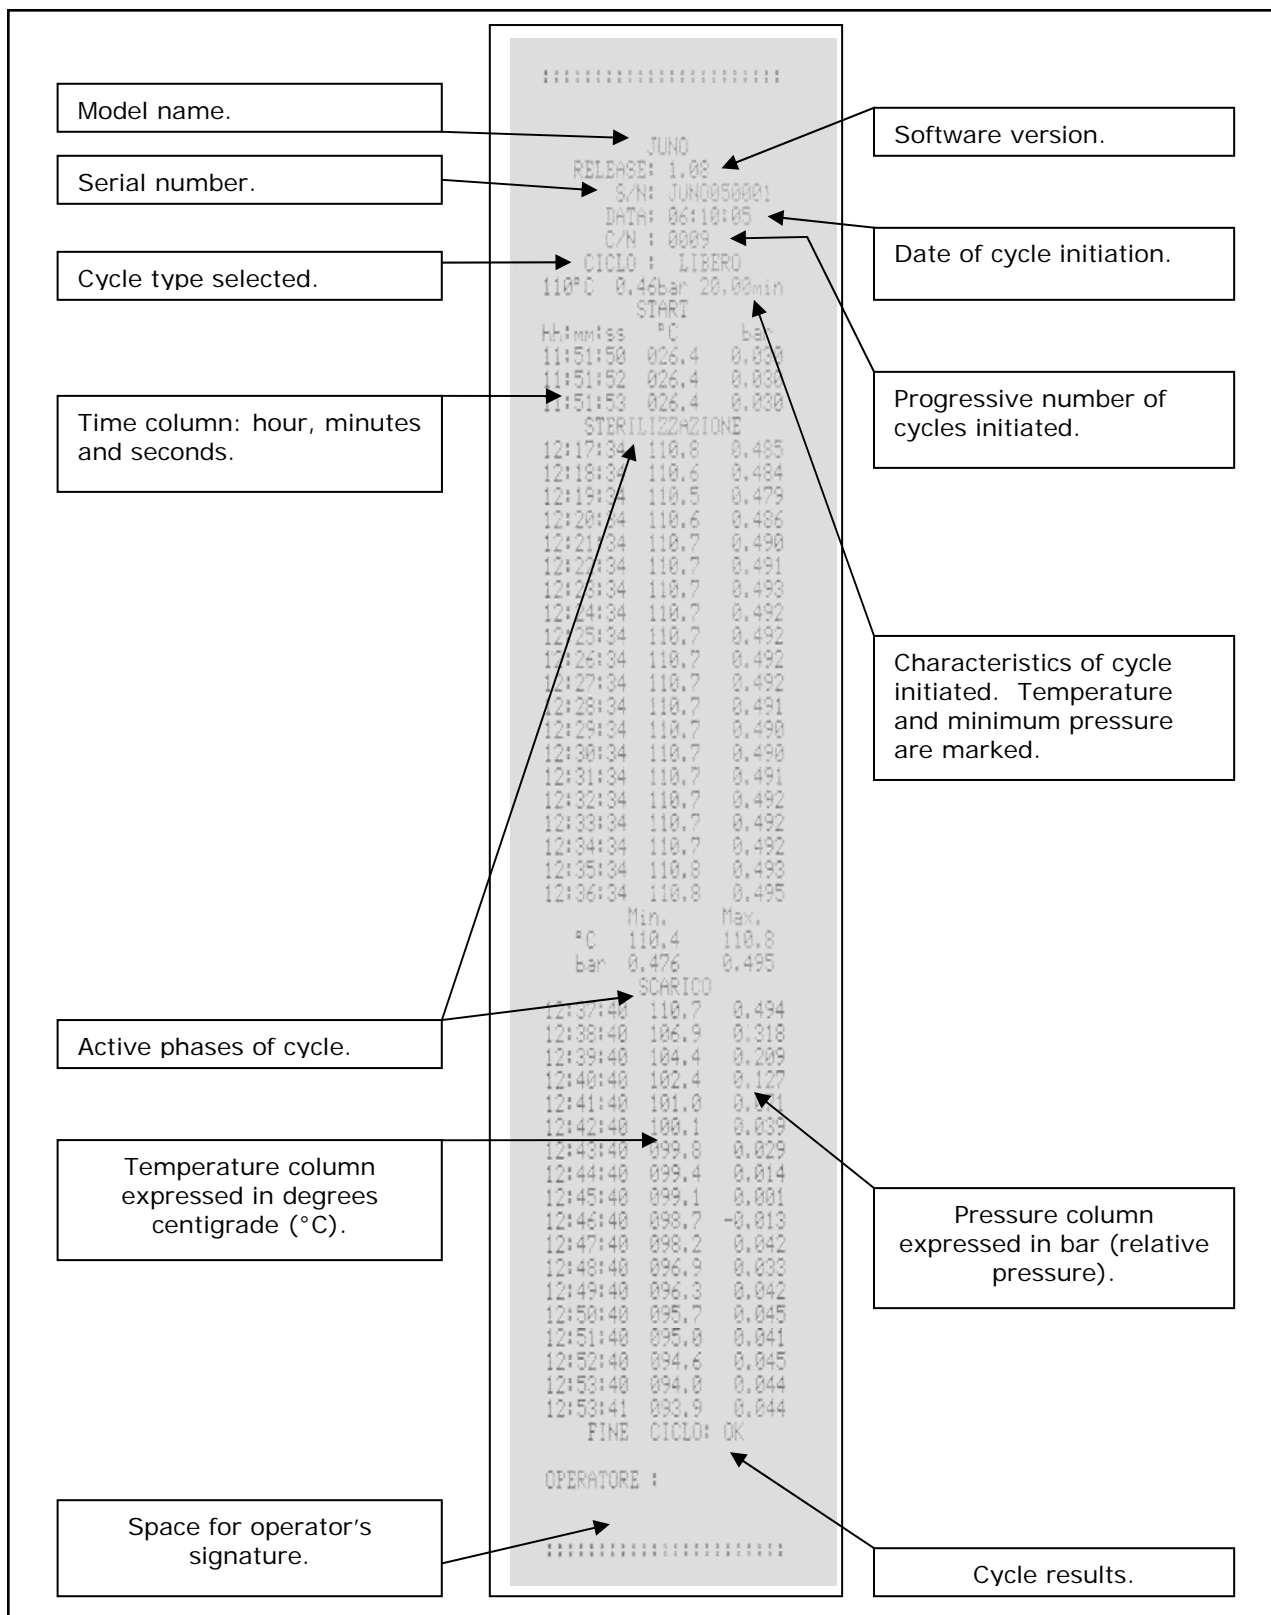 Model name.
Serial number.
Cycle type selected.
Time column: hour, minutes
and seconds.
Active phases of cycle.
Temperature column
expressed in degrees
centigrade (°C).
Space for operator's
signature.
JUNO
RELEASE: 1.08
S/N: JUNO050001
DATA: 06:10:05
C/N : 0009
CICLO : LIBERO
110°C 0.46bar 20.00min
START
hh:mm:ss °C bar
11:51:50 026.4 0.030
11:51:52 026.4 0.030
11:51:53 026.4 0.030
STERILIZZAZIONE
12:17:34 110.8 0.485
12:18:34 110.6 0.484
12:19:34 110.5 0.479
12:20:34 110.6 0.486
12:21:34 110.7 0.490
12:22:34 110.7 0.491
12:23:34 110.7 0.493
12:24:34 110.7 0.492
12:25:34 110.7 0.492
12:26:34 110.7 0.492
12:27:34 110.7 0.492
12:28:34 110.7 0.491
12:29:34 110.7 0.490
12:30:34 110.7 0.490
12:31:34 110.7 0.491
12:32:34 110.7 0.492
12:33:34 110.7 0.492
12:34:34 110.7 0.492
12:35:34 110.8 0.493
12:36:34 110.8 0.495
Min. Max.
°C 110.4 110.8
bar 0.476 0.495
SCARICO
12:37:40 110.7 0.494
12:38:40 106.9 0.318
12:39:40 104.4 0.209
12:40:40 102.4 0.127
12:41:40 101.0 0.071
12:42:40 100.1 0.039
12:43:40 099.8 0.029
12:44:40 099.4 0.014
12:45:40 099.1 0.001
12:46:40 098.7 -0.013
12:47:40 098.2 0.042
12:48:40 096.9 0.033
12:49:40 096.3 0.042
12:50:40 095.7 0.045
12:51:40 095.0 0.041
12:52:40 094.6 0.045
12:53:40 094.0 0.044
12:53:41 093.9 0.044
FINE CICLO: OK
OPERATORE :
Software version.
Date of cycle initiation.
Progressive number of
cycles initiated.
Characteristics of cycle
initiated. Temperature
and minimum pressure
are marked.
Pressure column
expressed in bar (relative
pressure).
Cycle results.